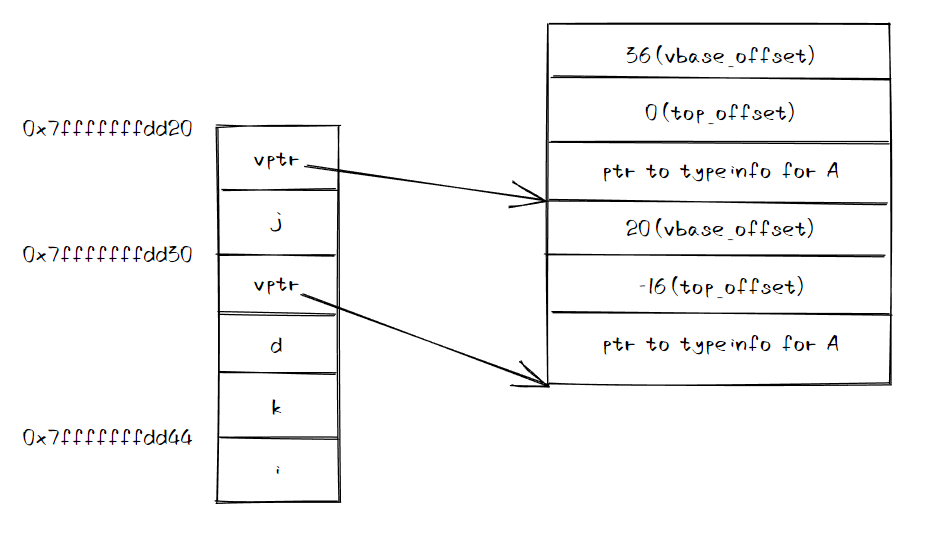 36(vbase_offset)
0(top_offset)
ptr to typeinfo for A
20(vbase_offset)
-16(top_offset)
ptr to typeinfo for A
0x7fffffffdd20
vptr
j
0x7fffffffdd30
vptr
d
k
0x7fffffffdd44
i